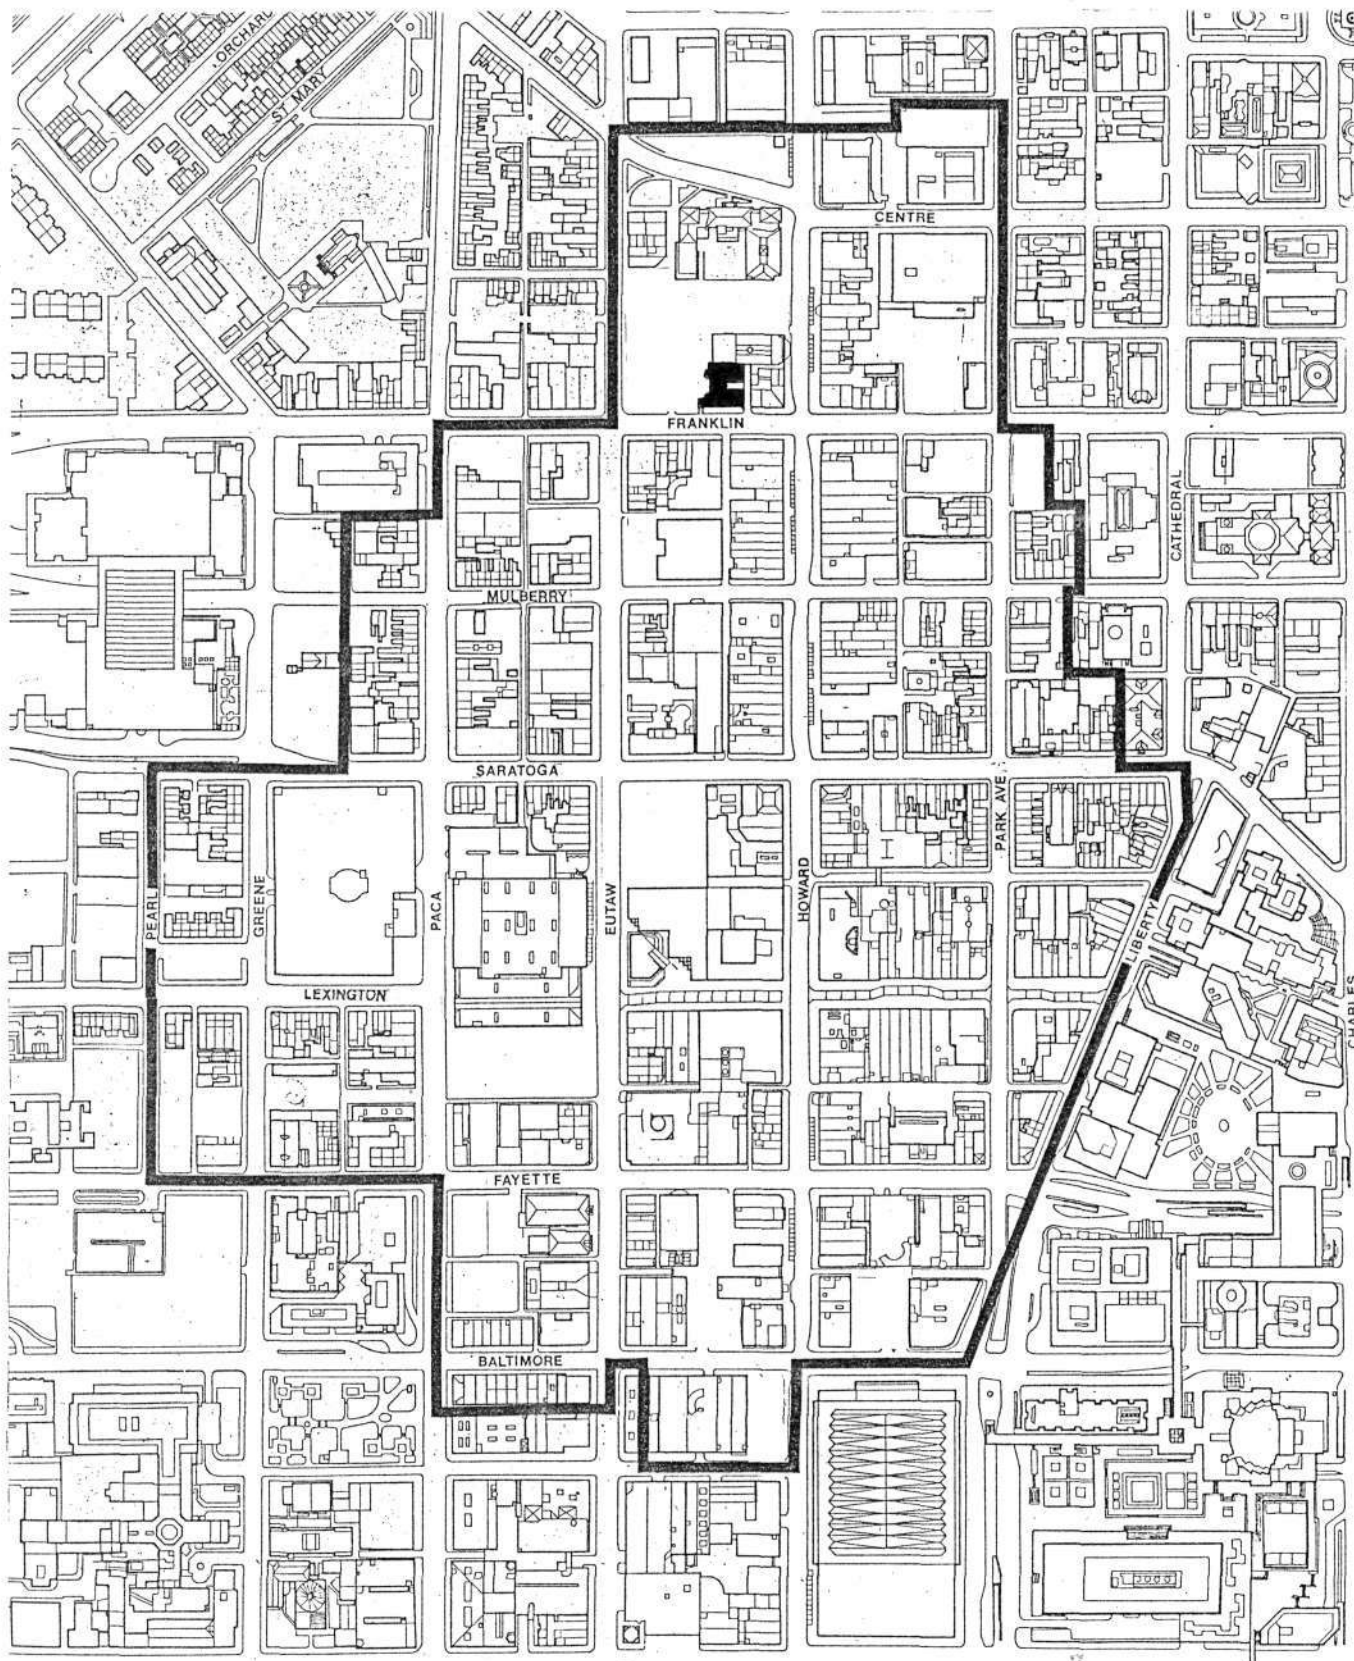 ORCHARD
ST. MARY
CENTRE
FRANKLIN
CATHEDRAL
MULBERRY
SARATOGA
PARK AVE.
PEARL
GREENE
PACA
EUTAW
HOWARD
LIBERTY
LEXINGTON
CHARLES
FAYETTE
BALTIMORE